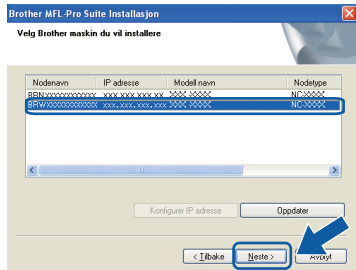 Brother MFL-Pro Suite Installasjon
Velg Brother maskin du vil installere
Nodenavn IP adresse Modell navn Nodetype
BRNXXXXXXXXXXXX XXX.XXX.XXX.XX XXX-XXXX NC-XXXX
BRWXXXXXXXXXXXX XXX.XXX.XXX.XXX XXX-XXXX NC-XXXX
Konfigurer IP adresse Oppdater
< Tilbake Neste > Avbryt